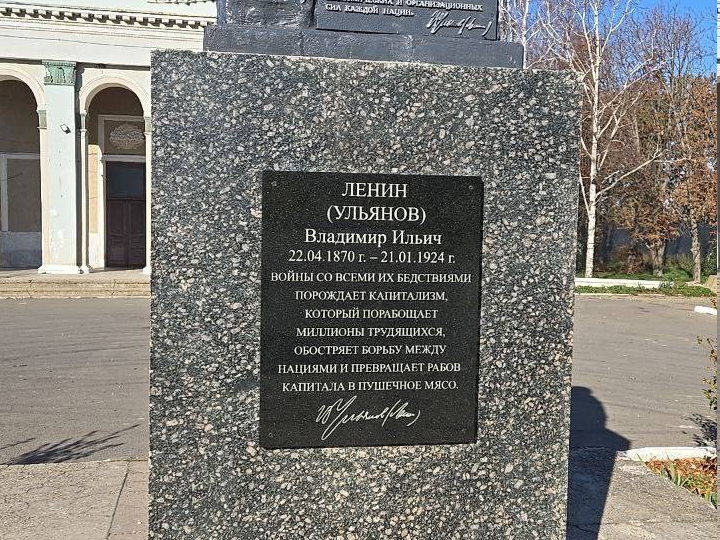 И ОРГАНИЗОВАННЫХ
СИЛ КАЖДОЙ НАЦИИ.
ЛЕНИН
(УЛЬЯНОВ)
Владимир Ильич
22.04.1870 г. – 21.01.1924 г.
ВОЙНЫ СО ВСЕМИ ИХ БЕДСТВИЯМИ
ПОРОЖДАЕТ КАПИТАЛИЗМ,
КОТОРЫЙ ПОРАБОЩАЕТ
МИЛЛИОНЫ ТРУДЯЩИХСЯ,
ОБОСТРЯЕТ БОРЬБУ МЕЖДУ
НАЦИЯМИ И ПРЕВРАЩАЕТ РАБОВ
КАПИТАЛА В ПУШЕЧНОЕ МЯСО.